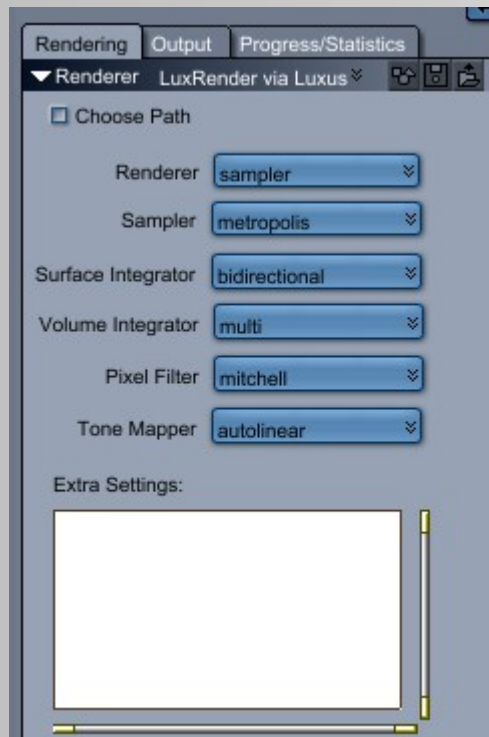 Rendering Output Progress/Statistics
Renderer LuxRender via Luxus
Choose Path
Renderer sampler
Sampler metropolis
Surface Integrator bidirectional
Volume Integrator multi
Pixel Filter mitchell
Tone Mapper autolinear
Extra Settings: